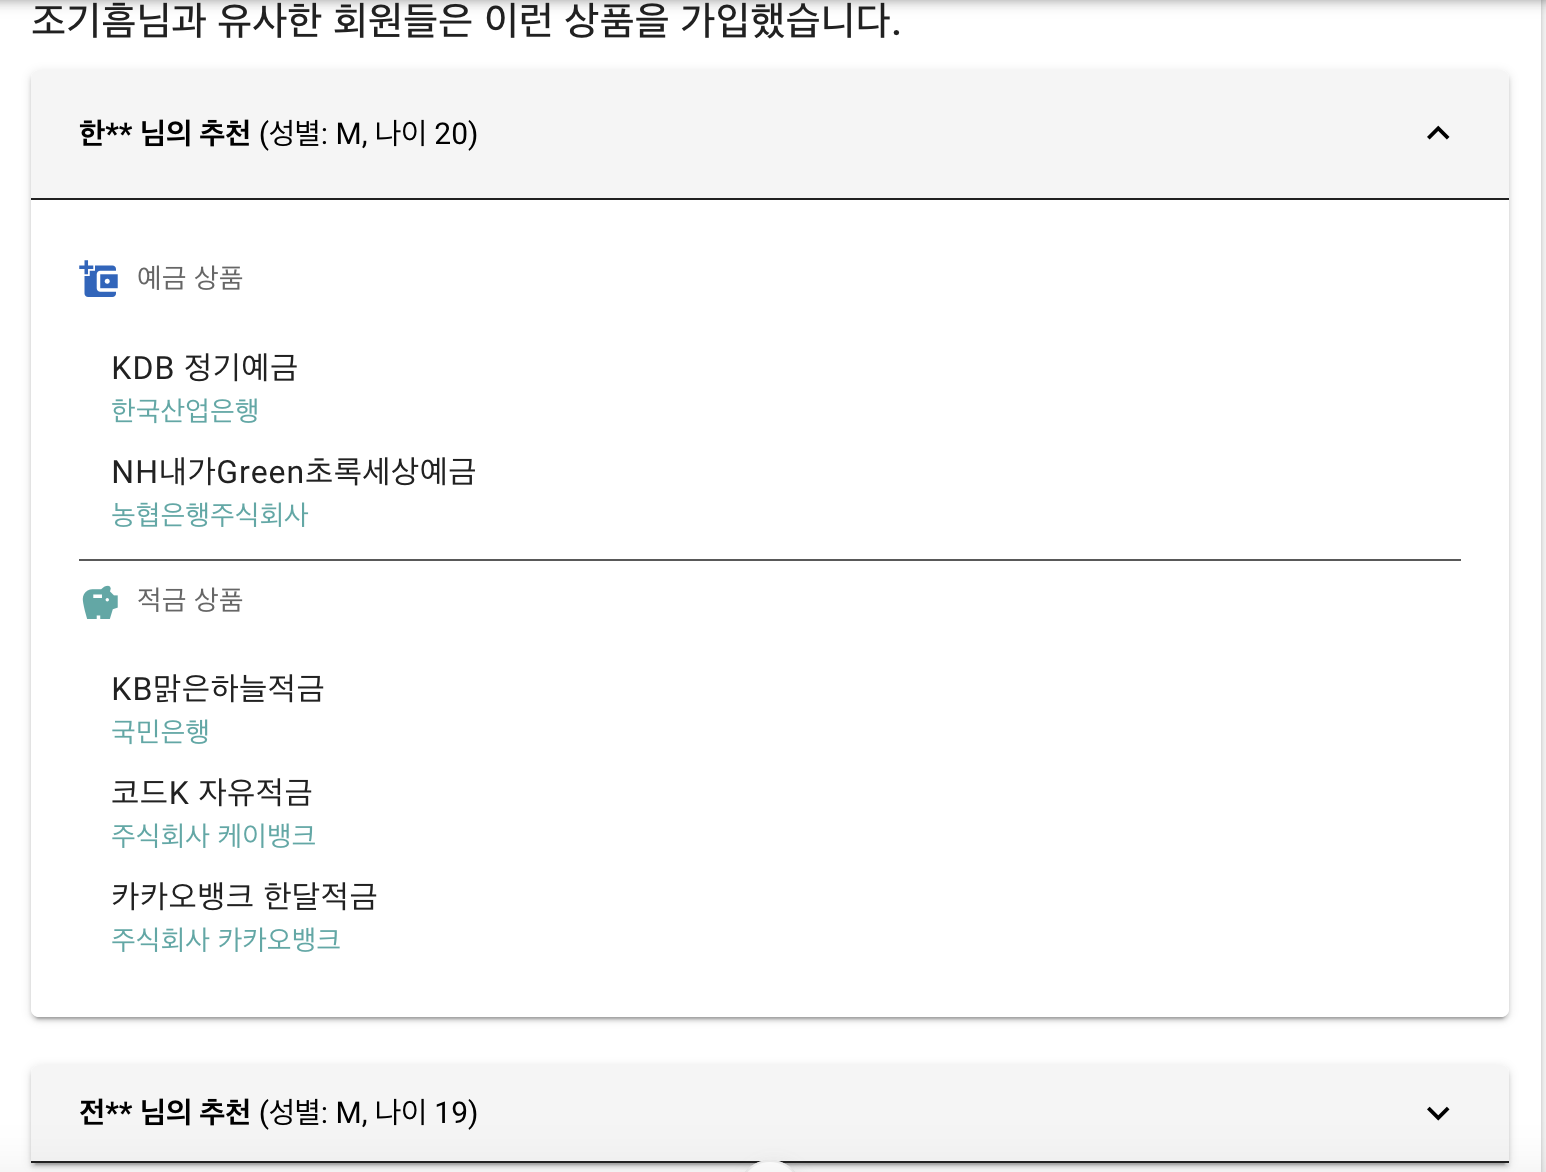 조기흠님과 유사한 회원들은 이런 상품을 가입했습니다.
한** 님의 추천 (성별: M, 나이 20)
예금 상품
KDB 정기예금
한국산업은행
NH내가Green초록세상예금
농협은행주식회사
적금 상품
KB맑은하늘적금
국민은행
코드K 자유적금
주식회사 케이뱅크
카카오뱅크 한달적금
주식회사 카카오뱅크
전** 님의 추천 (성별: M, 나이 19)